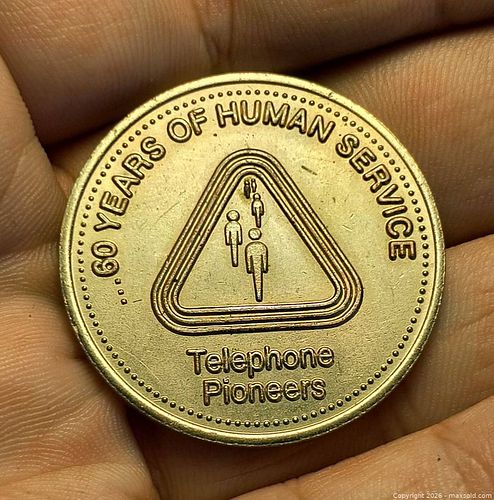 ...60 YEARS OF HUMAN SERVICE
Telephone
Pioneers
Copyright 2026 - maxsold.com